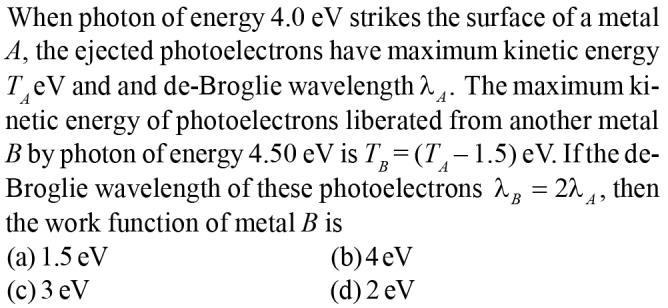 When photon of energy 4.0 eV strikes the surface of a metal
A, the ejected photoelectrons have maximum kinetic energy
T_A eV and and de-Broglie wavelength λ_A. The maximum ki-
netic energy of photoelectrons liberated from another metal
B by photon of energy 4.50 eV is T_B = (T_A – 1.5) eV. If the de-
Broglie wavelength of these photoelectrons λ_B = 2λ_A, then
the work function of metal B is
(a) 1.5 eV (b) 4 eV
(c) 3 eV (d) 2 eV